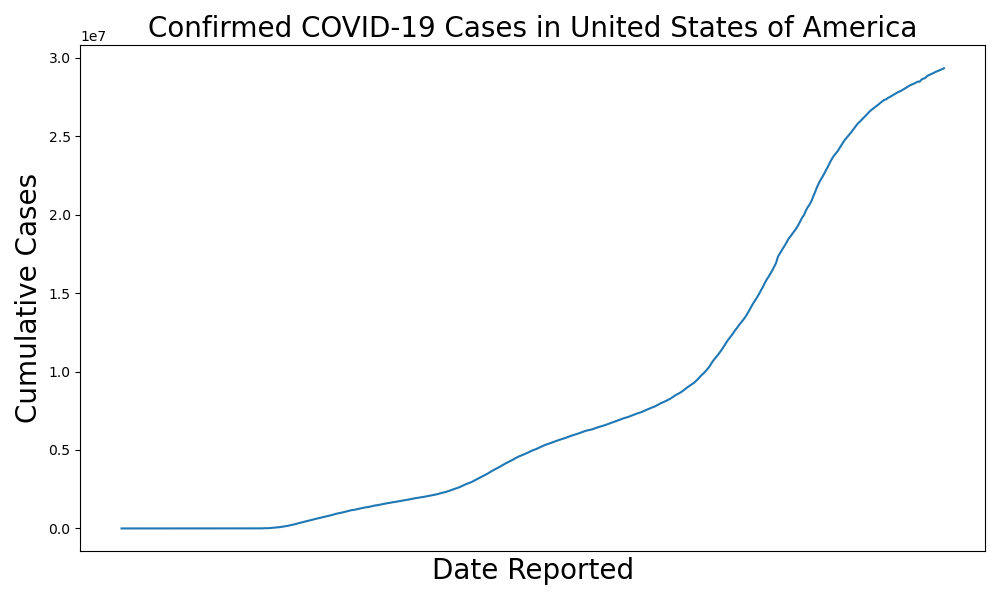 Confirmed COVID-19 Cases in United States of America
1e7
3.0
2.5
2.0
1.5
1.0
0.5
0.0
Cumulative Cases
Date Reported